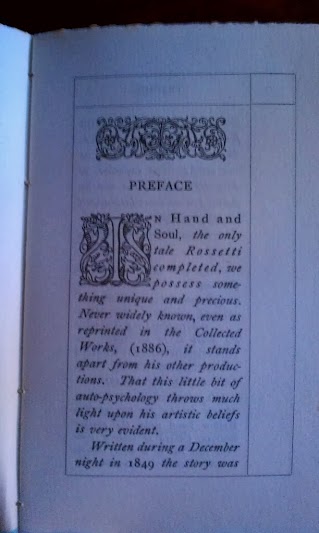 PREFACE
IN Hand and
Soul, the only
tale Rossetti
completed, we
possess some-
thing unique and precious.
Never widely known, even as
reprinted in the Collected
Works, (1886), it stands
apart from his other produc-
tions. That this little bit of
auto-psychology throws much
light upon his artistic beliefs
is very evident.
Written during a December
night in 1849 the story was